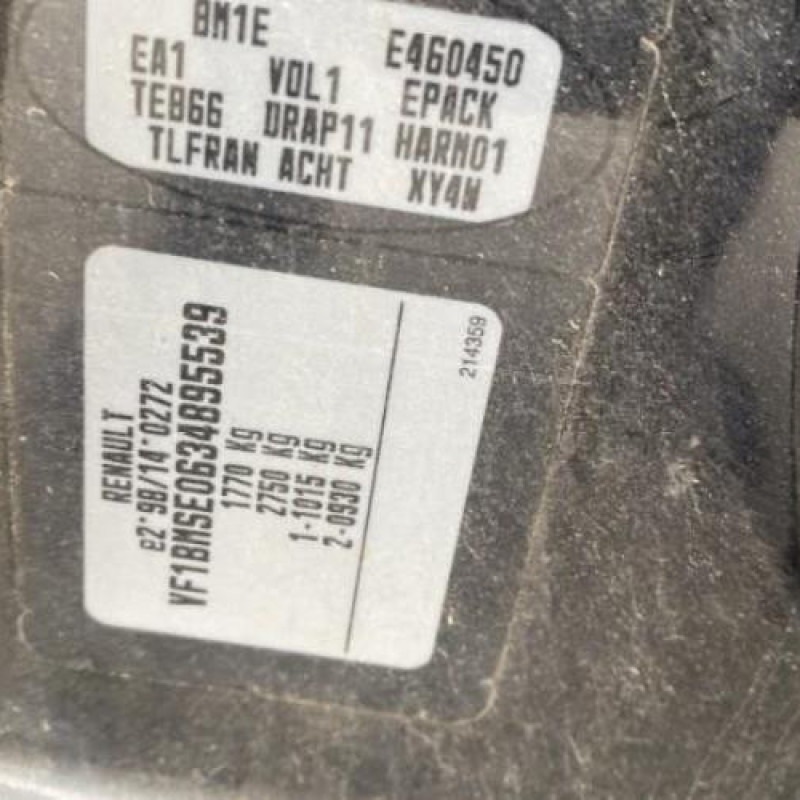 BM1E E460450
EA1 VOL1 EPACK
TEB66 DRAP11 HARM01
TLFRAN ACHT XY4W
RENAULT
e2*98/14*0272
VF1BMSE0634895539
1770 Kg
2750 Kg
1-1015 Kg
2-0930 Kg
214359